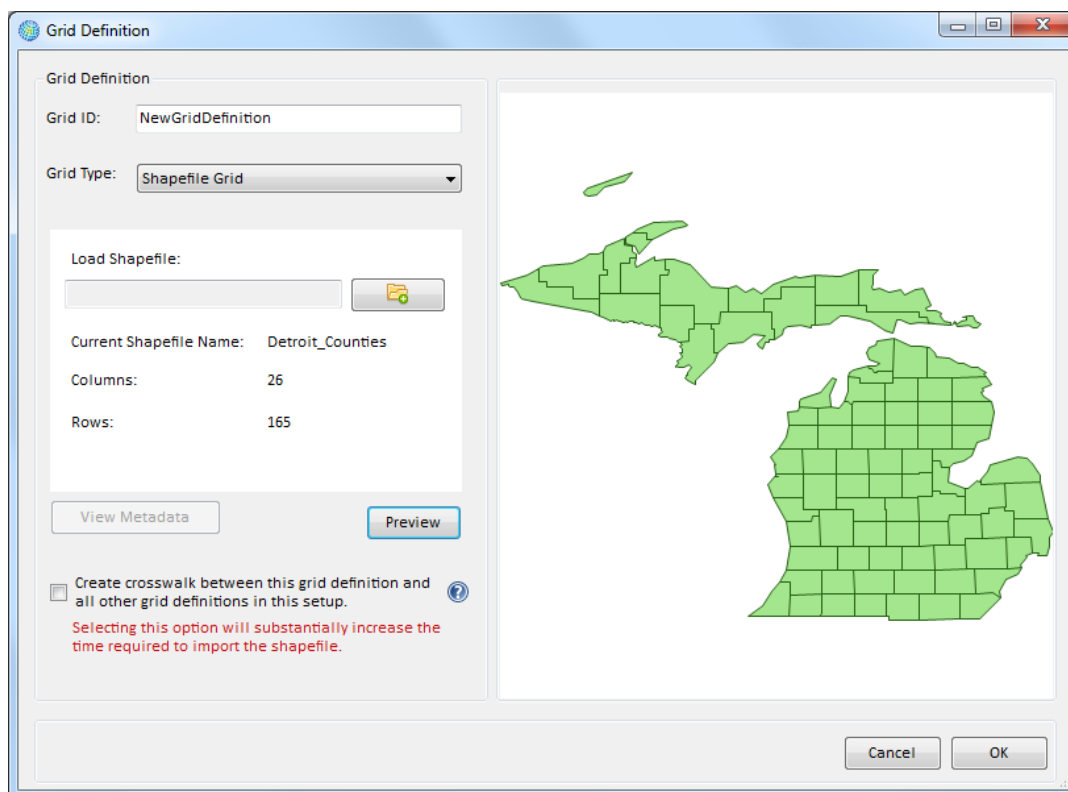 Grid Definition
Grid Definition
Grid ID: NewGridDefinition
Grid Type: Shapefile Grid
Load Shapefile:
Current Shapefile Name: Detroit_Counties
Columns: 26
Rows: 165
View Metadata
Preview
Create crosswalk between this grid definition and
all other grid definitions in this setup.
Selecting this option will substantially increase the
time required to import the shapefile.
Cancel
OK